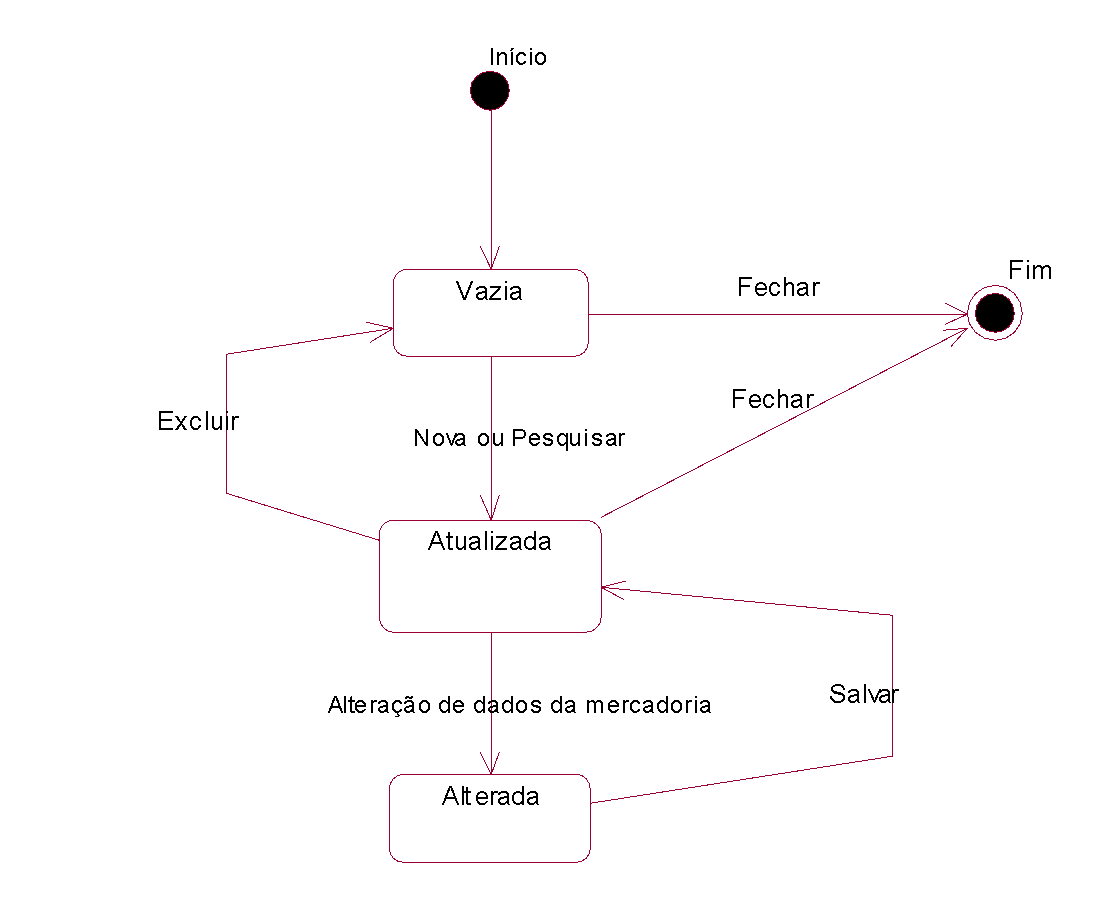 Início
Fim
Vazia
Fechar
Fechar
Excluir
Nova ou Pesquisar
Atualizada
Salvar
Alteração de dados da mercadoria
Alterada